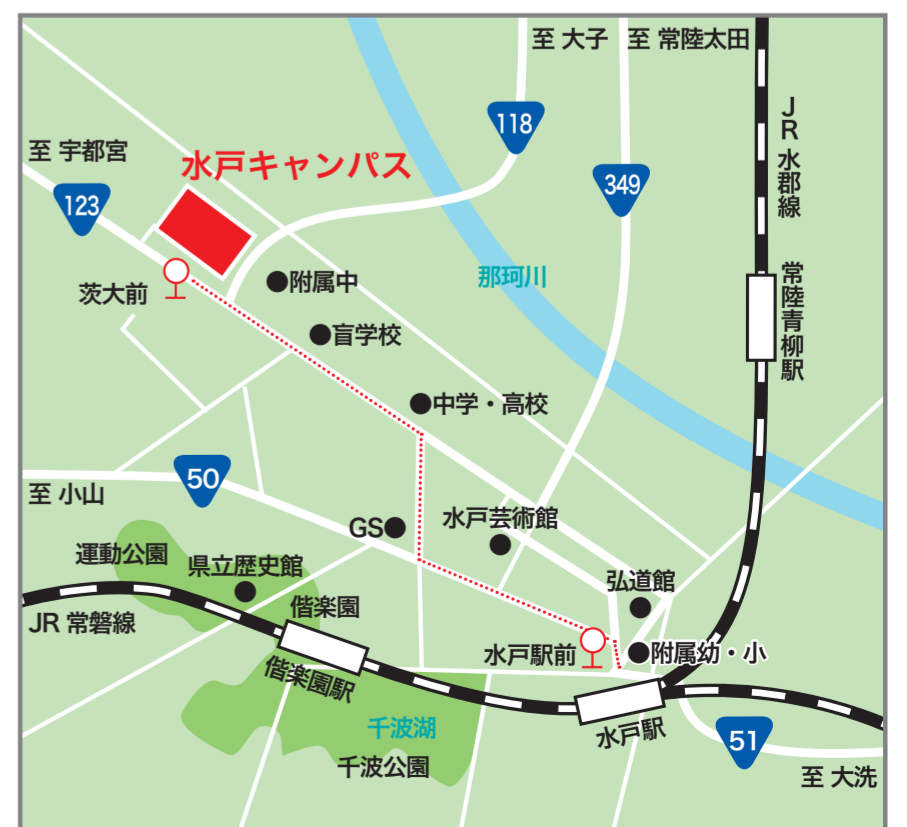 至 大子
至 常陸太田
118
JR水郡線
至 宇都宮
水戸キャンパス
349
123
那珂川
常陸青柳駅
附属中
茨大前
盲学校
中学・高校
50
至 小山
GS
水戸芸術館
運動公園
県立歴史館
弘道館
偕楽園
JR 常磐線
水戸駅前
附属幼・小
偕楽園駅
千波湖
水戸駅
51
千波公園
至 大洗